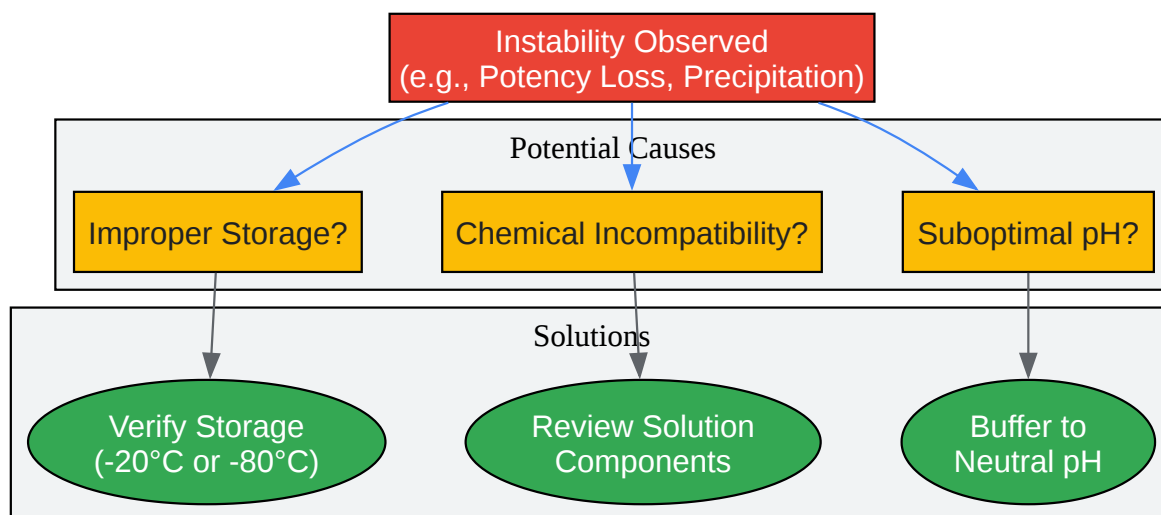 Instability Observed
(e.g., Potency Loss, Precipitation)
Potential Causes
Improper Storage?
Chemical Incompatibility?
Suboptimal pH?
Solutions
Verify Storage
(-20°C or -80°C)
Review Solution
Components
Buffer to
Neutral pH